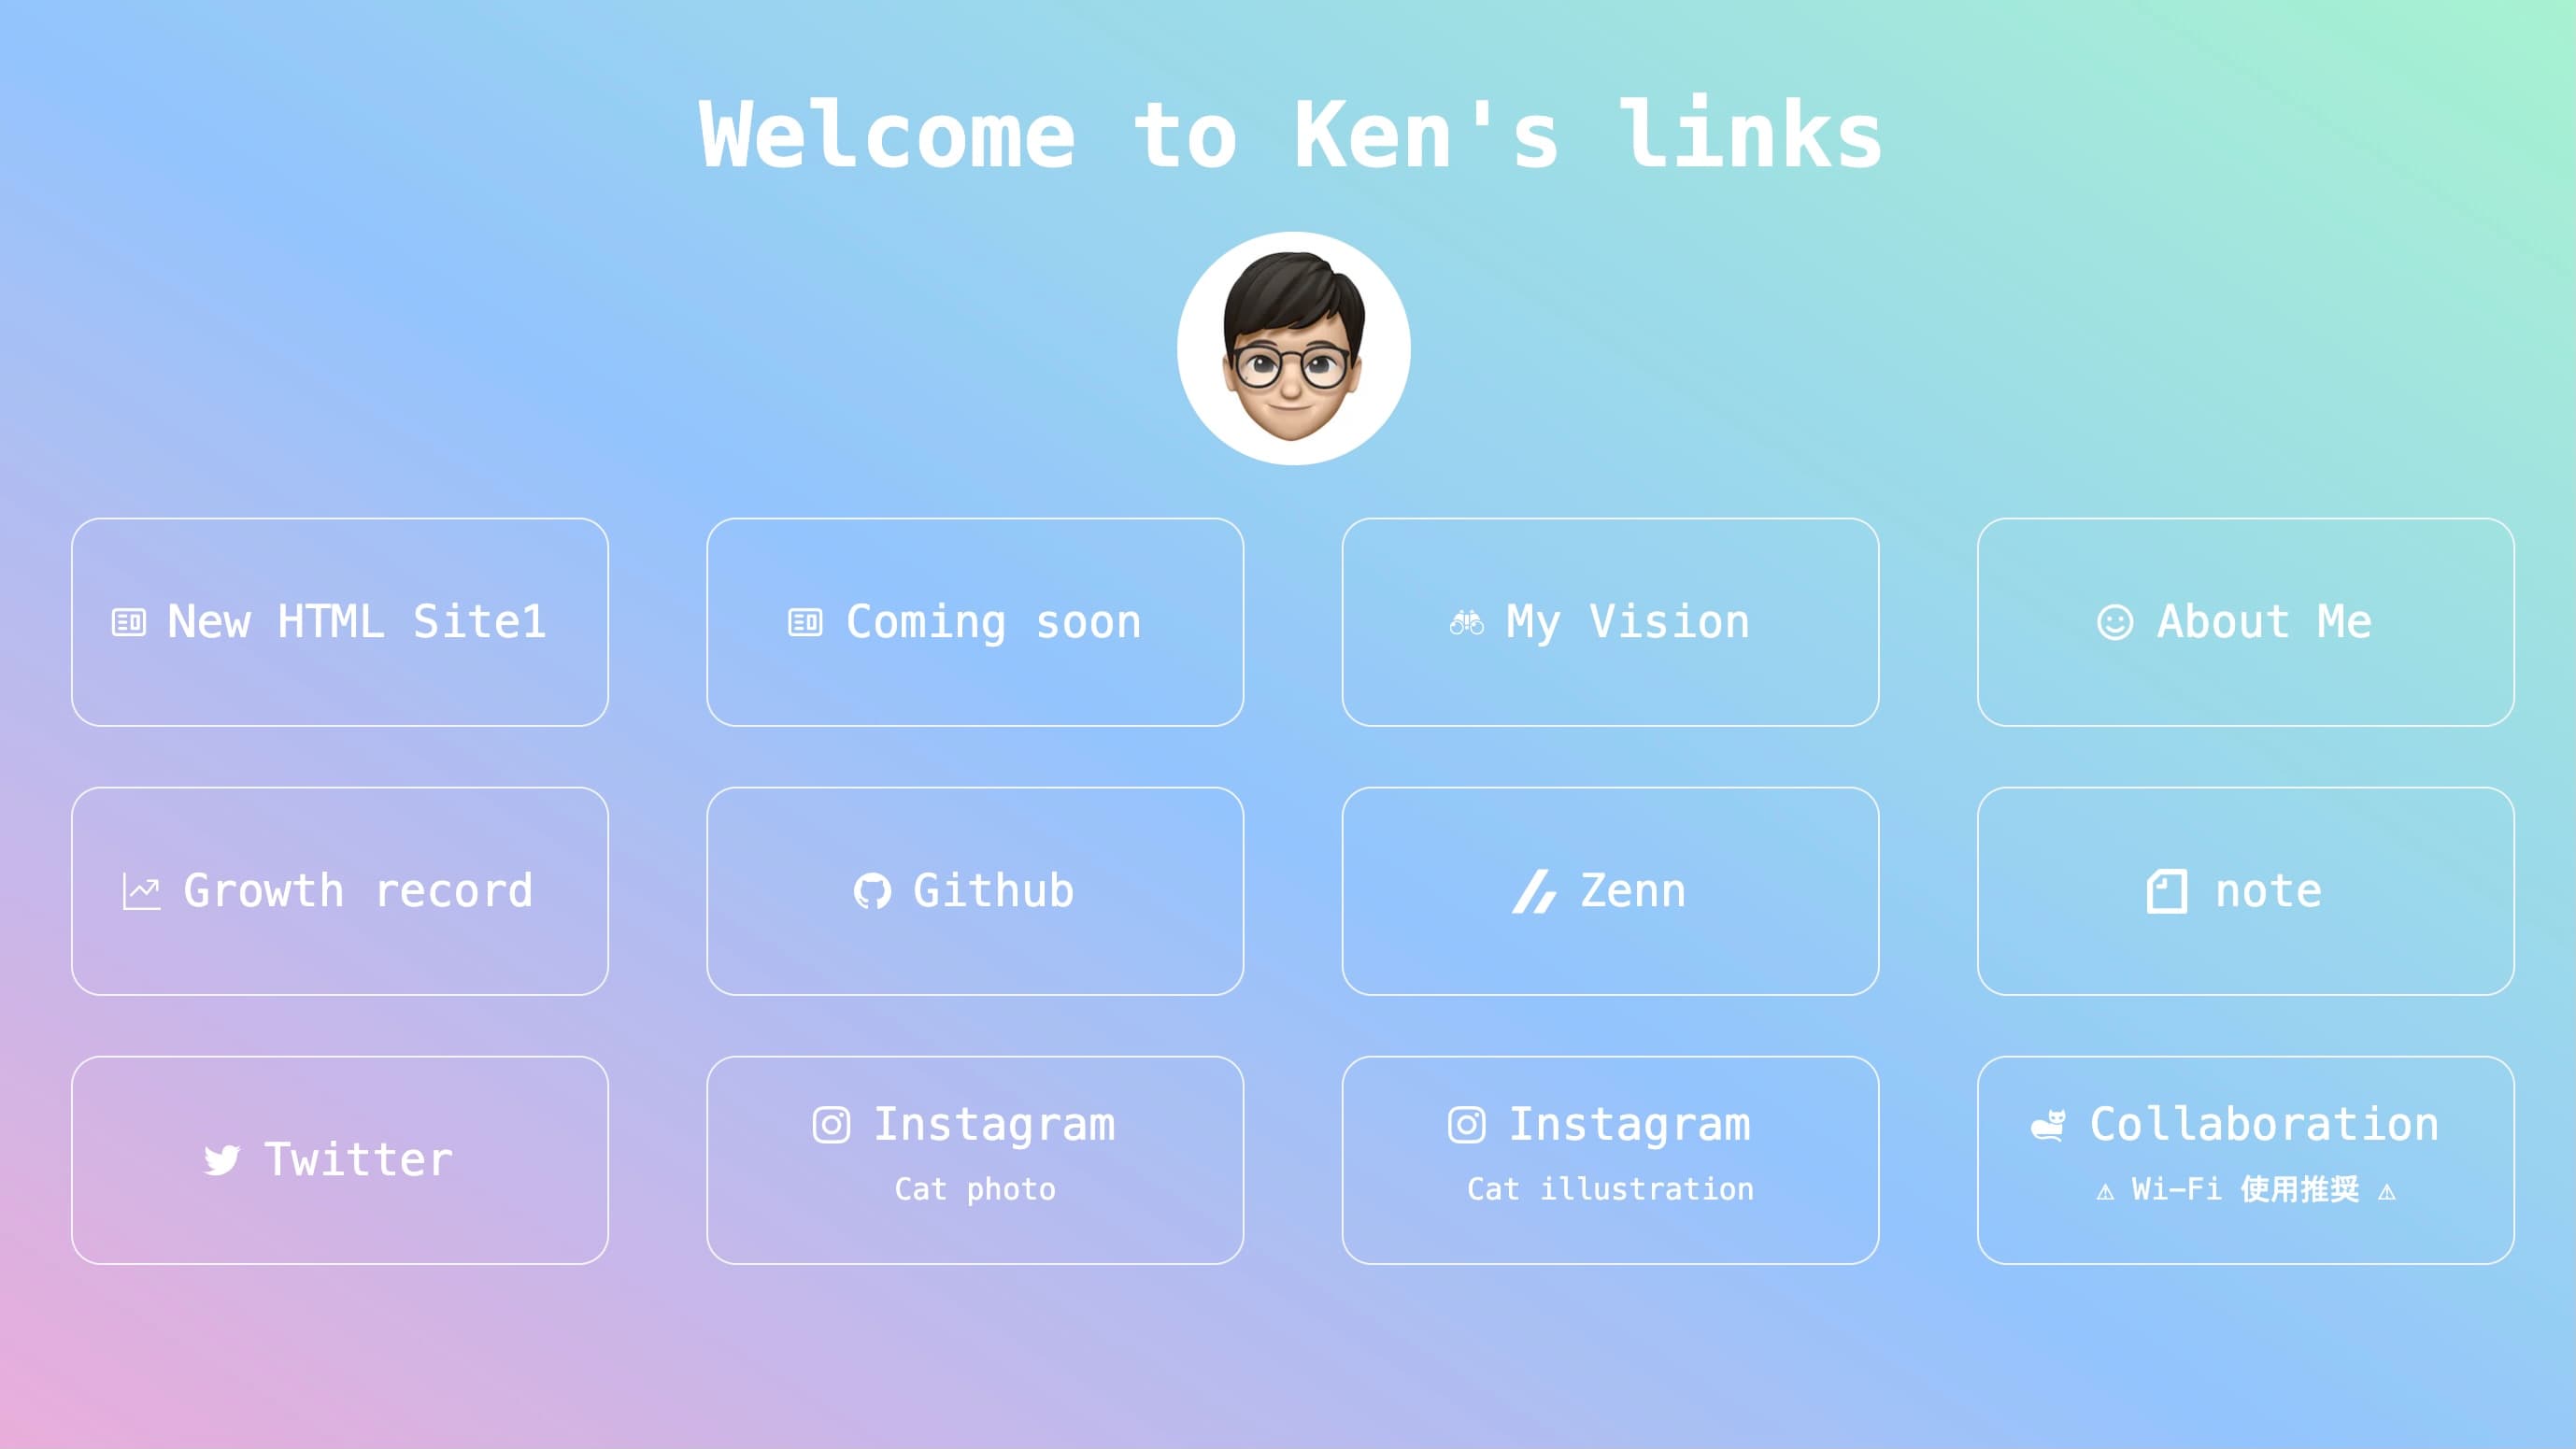 Welcome to Ken's links
New HTML Site1
Coming soon
My Vision
About Me
Growth record
Github
Zenn
note
Twitter
Instagram
Cat photo
Instagram
Cat illustration
Collaboration
⚠ Wi-Fi 使用推奨 ⚠